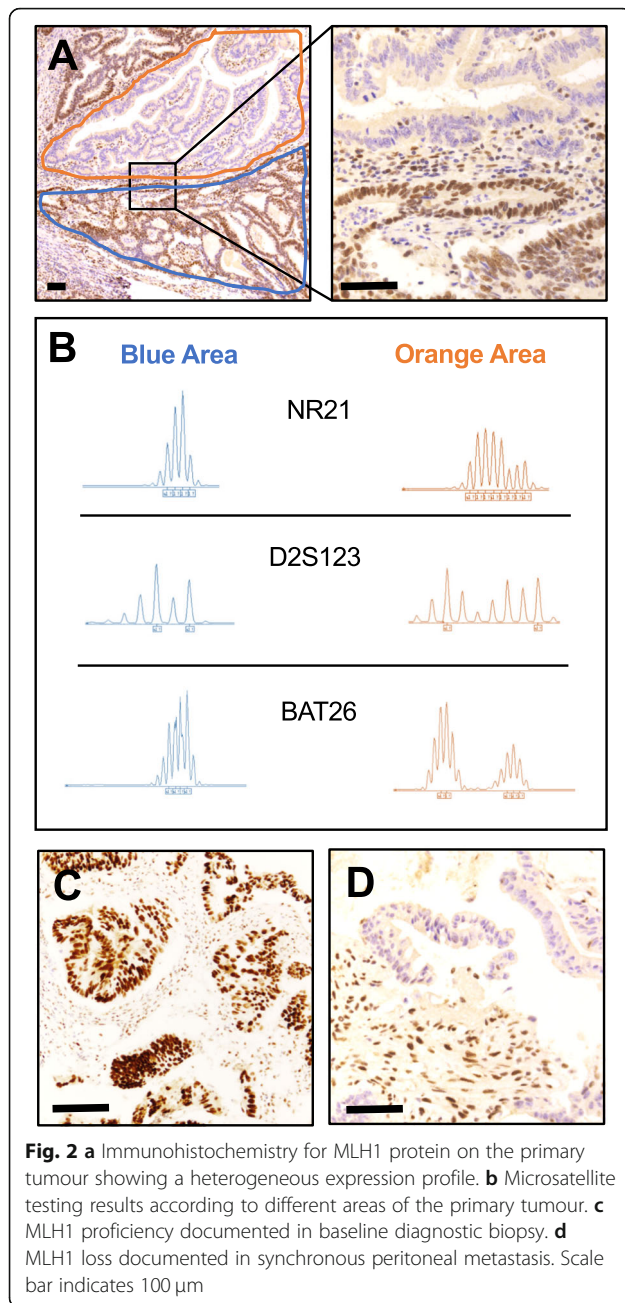 A
B
Blue Area Orange Area
NR21
D2S123
BAT26
C
D
Fig. 2 a Immunohistochemistry for MLH1 protein on the primary
tumour showing a heterogeneous expression profile. b Microsatellite
testing results according to different areas of the primary tumour. c
MLH1 proficiency documented in baseline diagnostic biopsy. d
MLH1 loss documented in synchronous peritoneal metastasis. Scale
bar indicates 100 μm